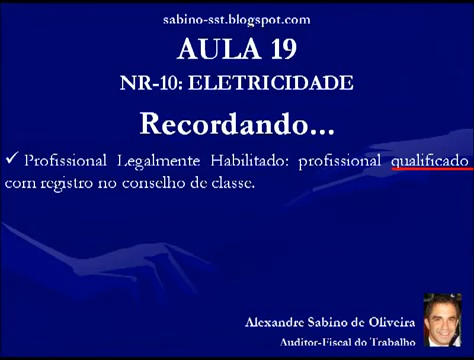 sabino-sst.blogspot.com
AULA 19
NR-10: ELETRICIDADE
Recordando...
✓ Profissional Legalmente Habilitado: profissional qualificado
com registro no conselho de classe.
Alexandre Sabino de Oliveira
Auditor-Fiscal do Trabalho